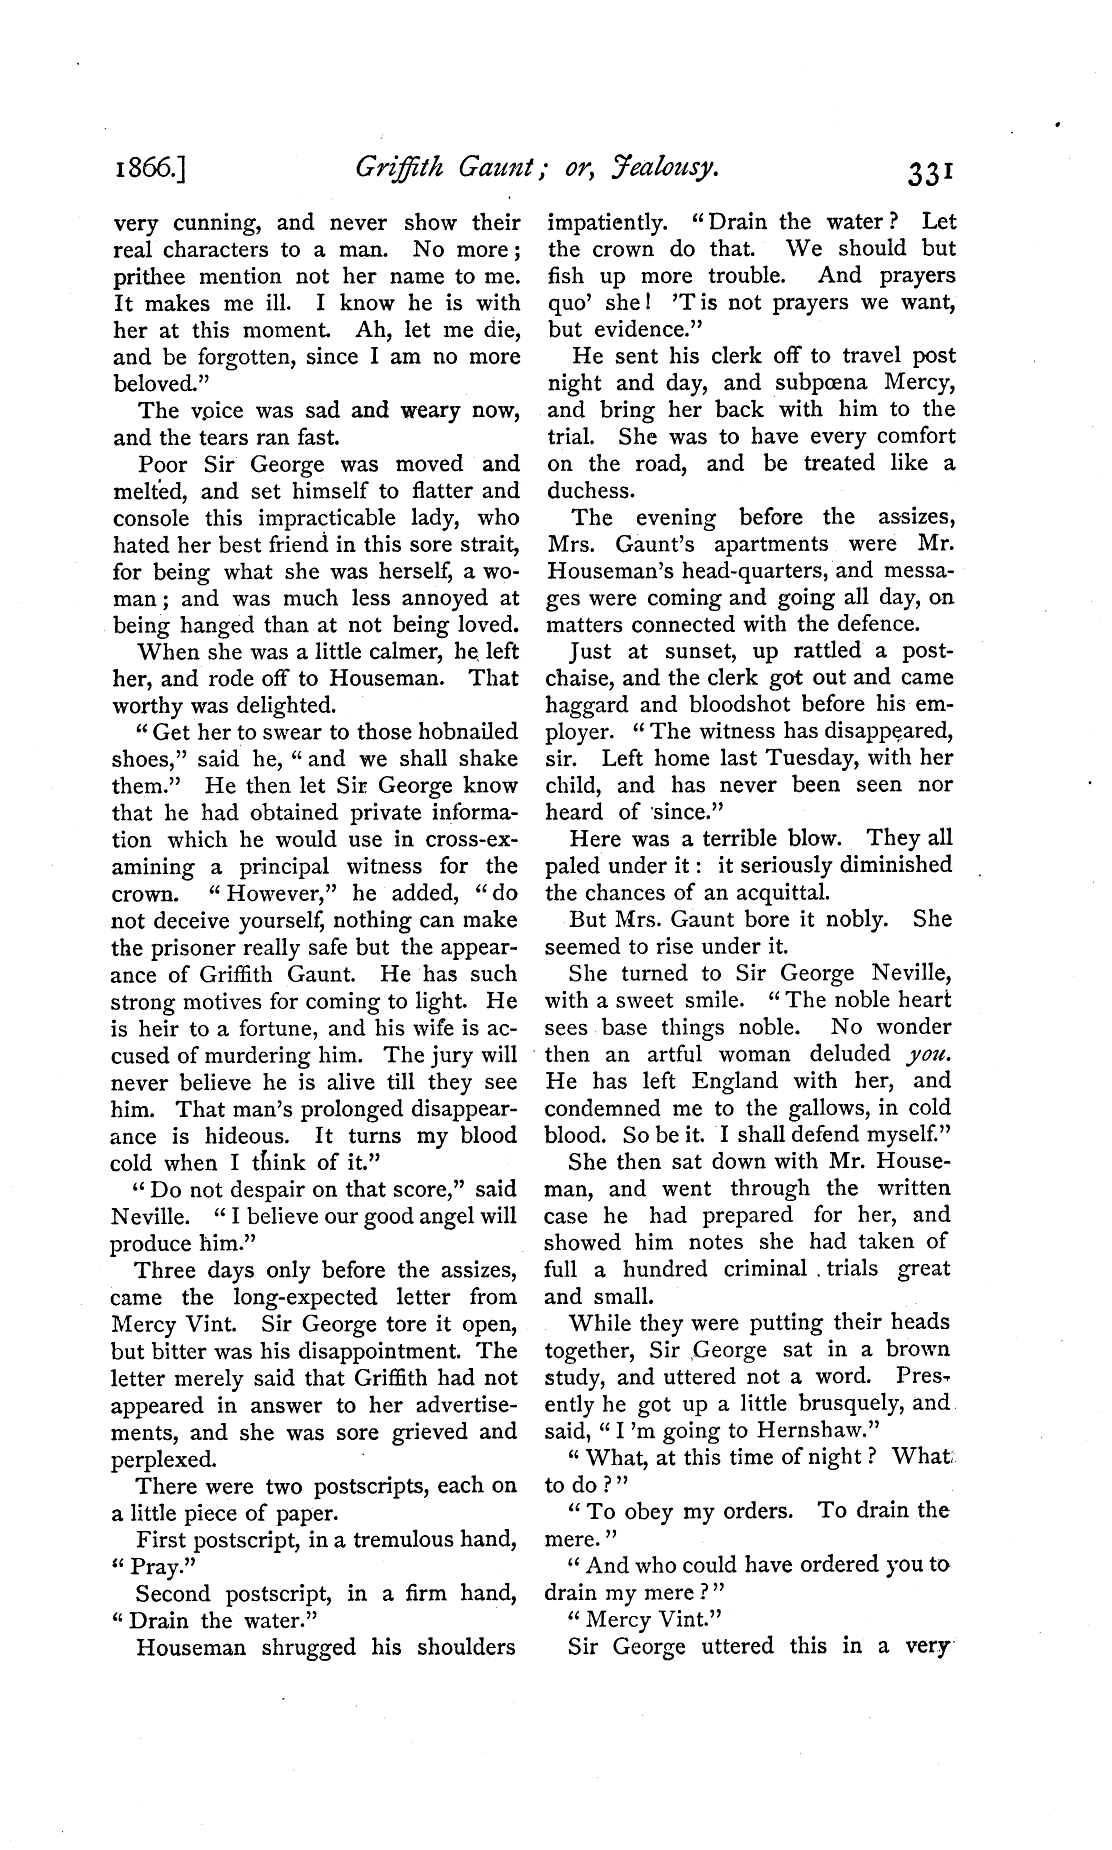 1866.] Griffith Gaunt; or, Jealousy. 331
very cunning, and never show their
real characters to a man. No more;
prithee mention not her name to me.
It makes me ill. I know he is with
her at this moment. Ah, let me die,
and be forgotten, since I am no more
beloved.”
The voice was sad and weary now,
and the tears ran fast.
Poor Sir George was moved and
melted, and set himself to flatter and
console this impracticable lady, who
hated her best friend in this sore strait,
for being what she was herself, a wo-
man; and was much less annoyed at
being hanged than at not being loved.
When she was a little calmer, he left
her, and rode off to Houseman. That
worthy was delighted.
“Get her to swear to those hobnailed
shoes,” said he, “and we shall shake
them.” He then let Sir George know
that he had obtained private informa-
tion which he would use in cross-ex-
amining a principal witness for the
crown. “However,” he added, “do
not deceive yourself, nothing can make
the prisoner really safe but the appear-
ance of Griffith Gaunt. He has such
strong motives for coming to light. He
is heir to a fortune, and his wife is ac-
cused of murdering him. The jury will
never believe he is alive till they see
him. That man’s prolonged disappear-
ance is hideous. It turns my blood
cold when I think of it.”
“Do not despair on that score,” said
Neville. “I believe our good angel will
produce him.”
Three days only before the assizes,
came the long-expected letter from
Mercy Vint. Sir George tore it open,
but bitter was his disappointment. The
letter merely said that Griffith had not
appeared in answer to her advertise-
ments, and she was sore grieved and
perplexed.
There were two postscripts, each on
a little piece of paper.
First postscript, in a tremulous hand,
“Pray.”
Second postscript, in a firm hand,
“Drain the water.”
Houseman shrugged his shoulders
impatiently. “Drain the water? Let
the crown do that. We should but
fish up more trouble. And prayers
quo’ she! ’T is not prayers we want,
but evidence.”
He sent his clerk off to travel post
night and day, and subpœna Mercy,
and bring her back with him to the
trial. She was to have every comfort
on the road, and be treated like a
duchess.
The evening before the assizes,
Mrs. Gaunt’s apartments were Mr.
Houseman’s head-quarters, and messa-
ges were coming and going all day, on
matters connected with the defence.
Just at sunset, up rattled a post-
chaise, and the clerk got out and came
haggard and bloodshot before his em-
ployer. “The witness has disappeared,
sir. Left home last Tuesday, with her
child, and has never been seen nor
heard of since.”
Here was a terrible blow. They all
paled under it: it seriously diminished
the chances of an acquittal.
But Mrs. Gaunt bore it nobly. She
seemed to rise under it.
She turned to Sir George Neville,
with a sweet smile. “The noble heart
sees base things noble. No wonder
then an artful woman deluded you.
He has left England with her, and
condemned me to the gallows, in cold
blood. So be it. I shall defend myself.”
She then sat down with Mr. House-
man, and went through the written
case he had prepared for her, and
showed him notes she had taken of
full a hundred criminal trials great
and small.
While they were putting their heads
together, Sir George sat in a brown
study, and uttered not a word. Pres-
ently he got up a little brusquely, and
said, “I ’m going to Hernshaw.”
“What, at this time of night? What
to do?”
“To obey my orders. To drain the
mere.”
“And who could have ordered you to
drain my mere?”
“Mercy Vint.”
Sir George uttered this in a very